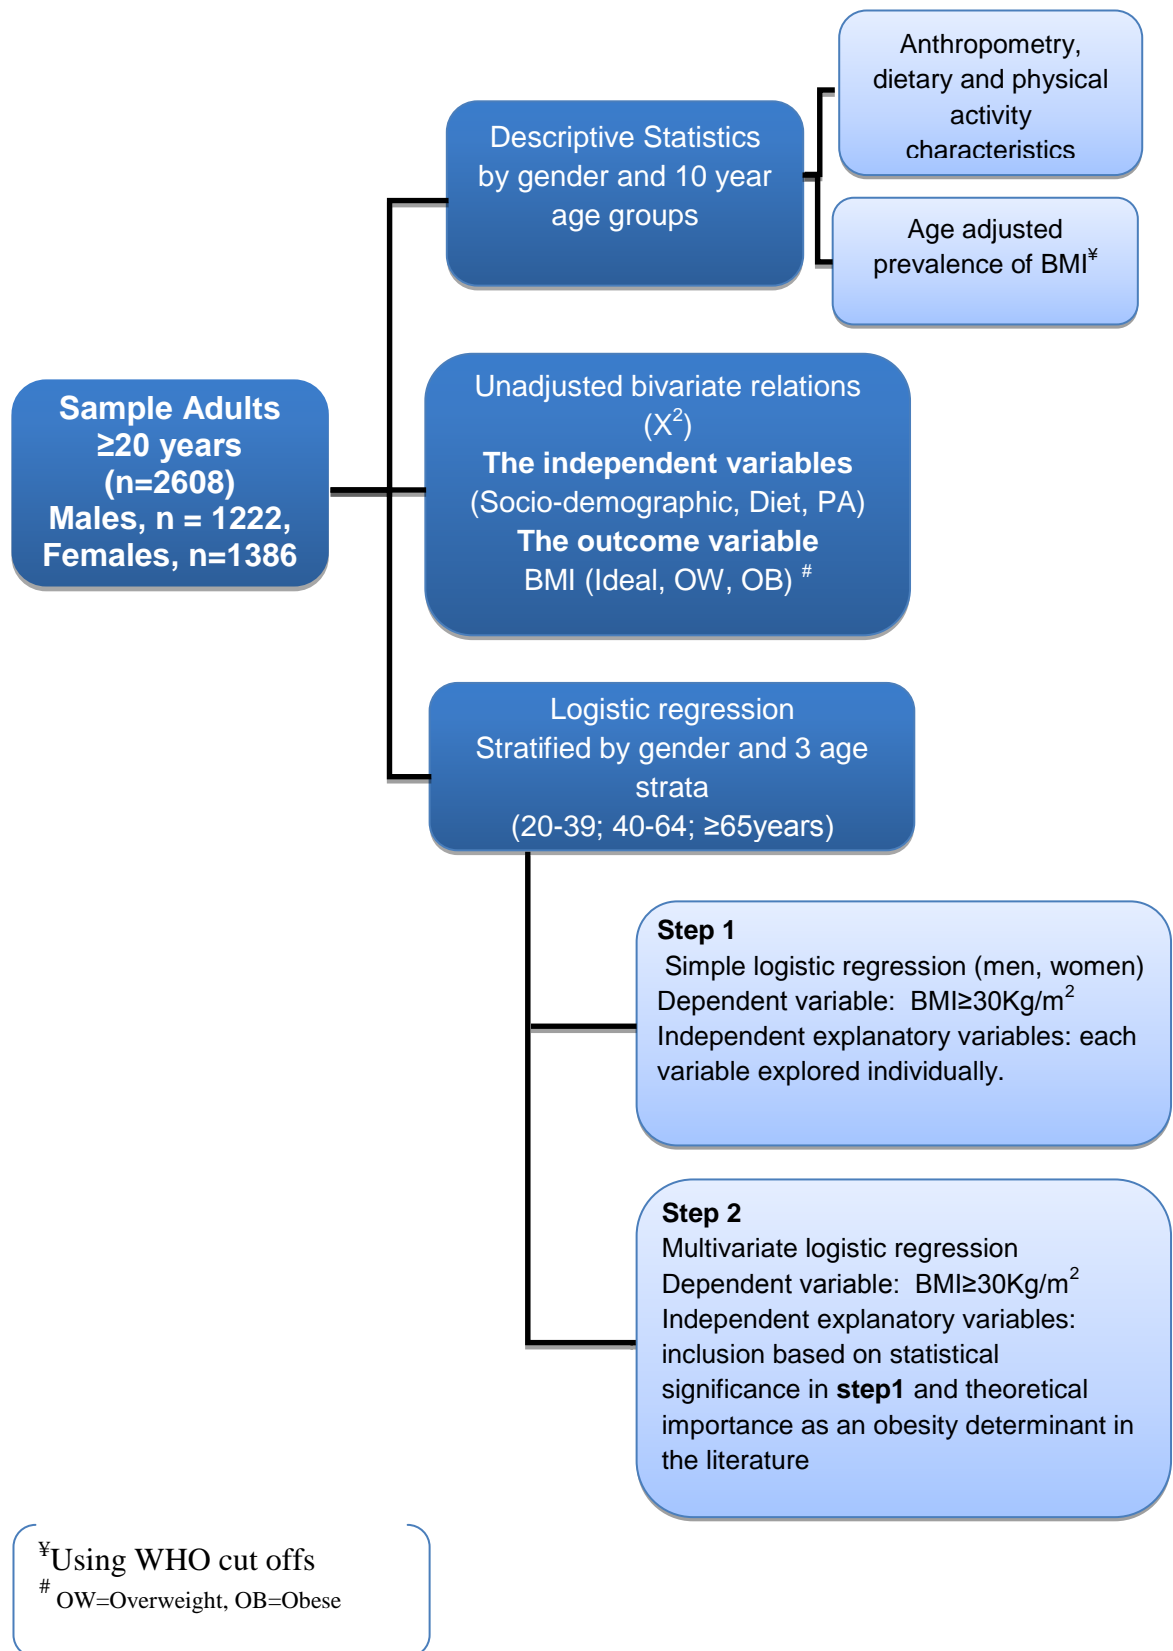 Anthropometry,
dietary and physical
activity
characteristics
Descriptive Statistics
by gender and 10 year
age groups
Age adjusted
prevalence of BMI¥
Sample Adults
≥20 years
(n=2608)
Males, n = 1222,
Females, n=1386
Unadjusted bivariate relations
(X²)
The independent variables
(Socio-demographic, Diet, PA)
The outcome variable
BMI (Ideal, OW, OB) #
Logistic regression
Stratified by gender and 3 age
strata
(20-39; 40-64; ≥65years)
Step 1
Simple logistic regression (men, women)
Dependent variable: BMI≥30Kg/m²
Independent explanatory variables: each
variable explored individually.
Step 2
Multivariate logistic regression
Dependent variable: BMI≥30Kg/m²
Independent explanatory variables:
inclusion based on statistical
significance in step1 and theoretical
importance as an obesity determinant in
the literature
¥Using WHO cut offs
# OW=Overweight, OB=Obese